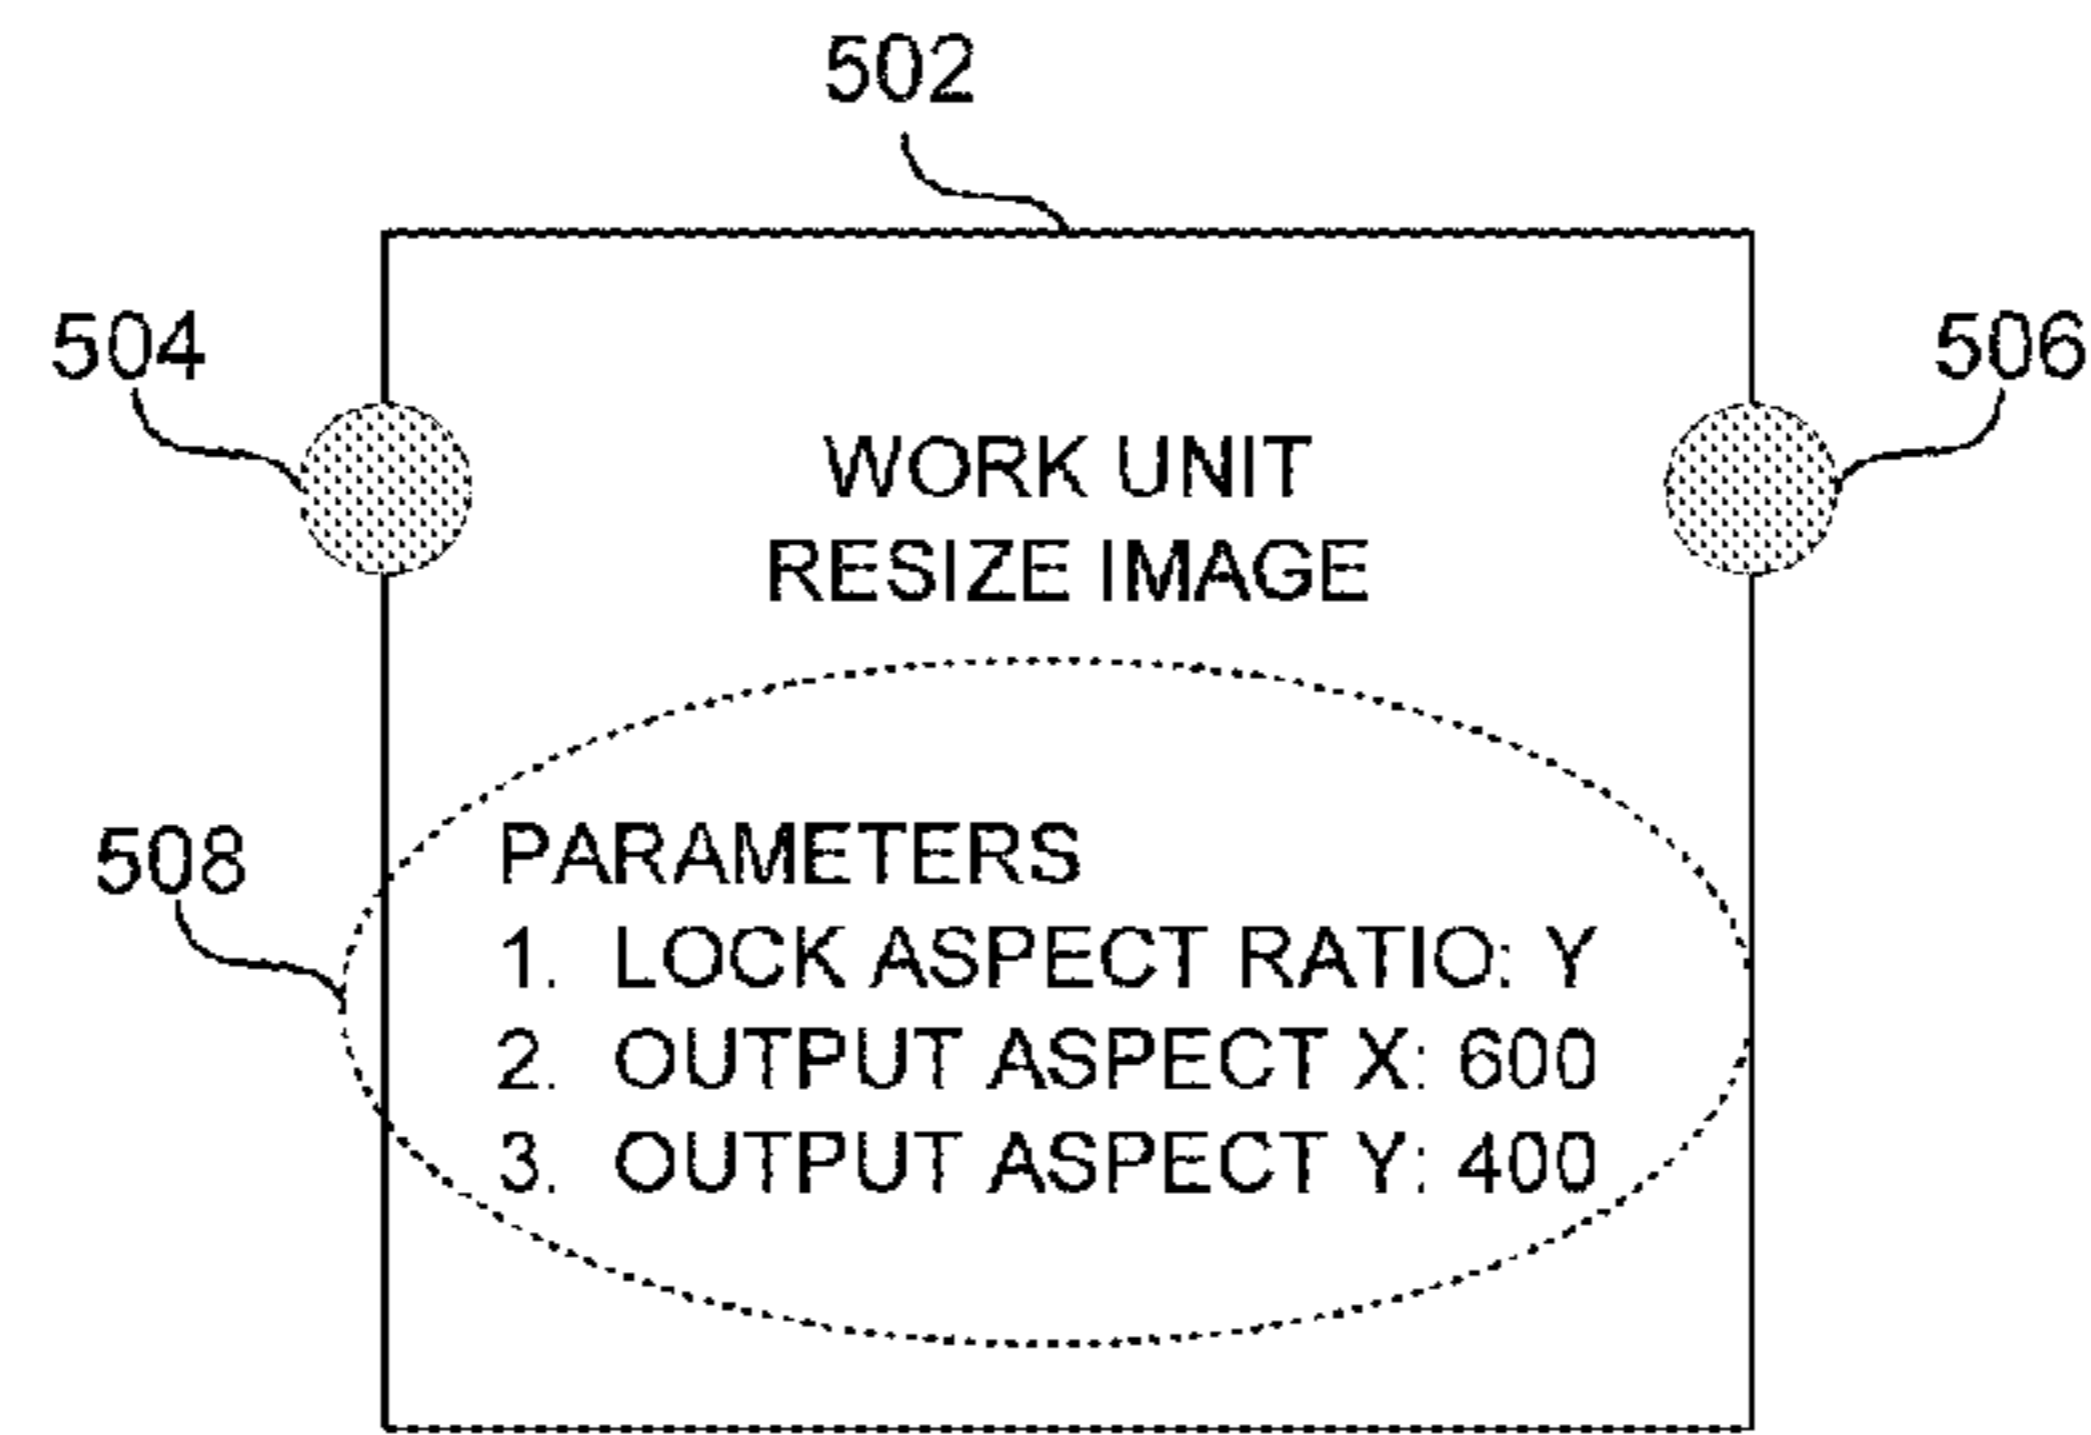 502
504
506
WORK UNIT
RESIZE IMAGE
508
PARAMETERS
1. LOCK ASPECT RATIO: Y
2. OUTPUT ASPECT X: 600
3. OUTPUT ASPECT Y: 400